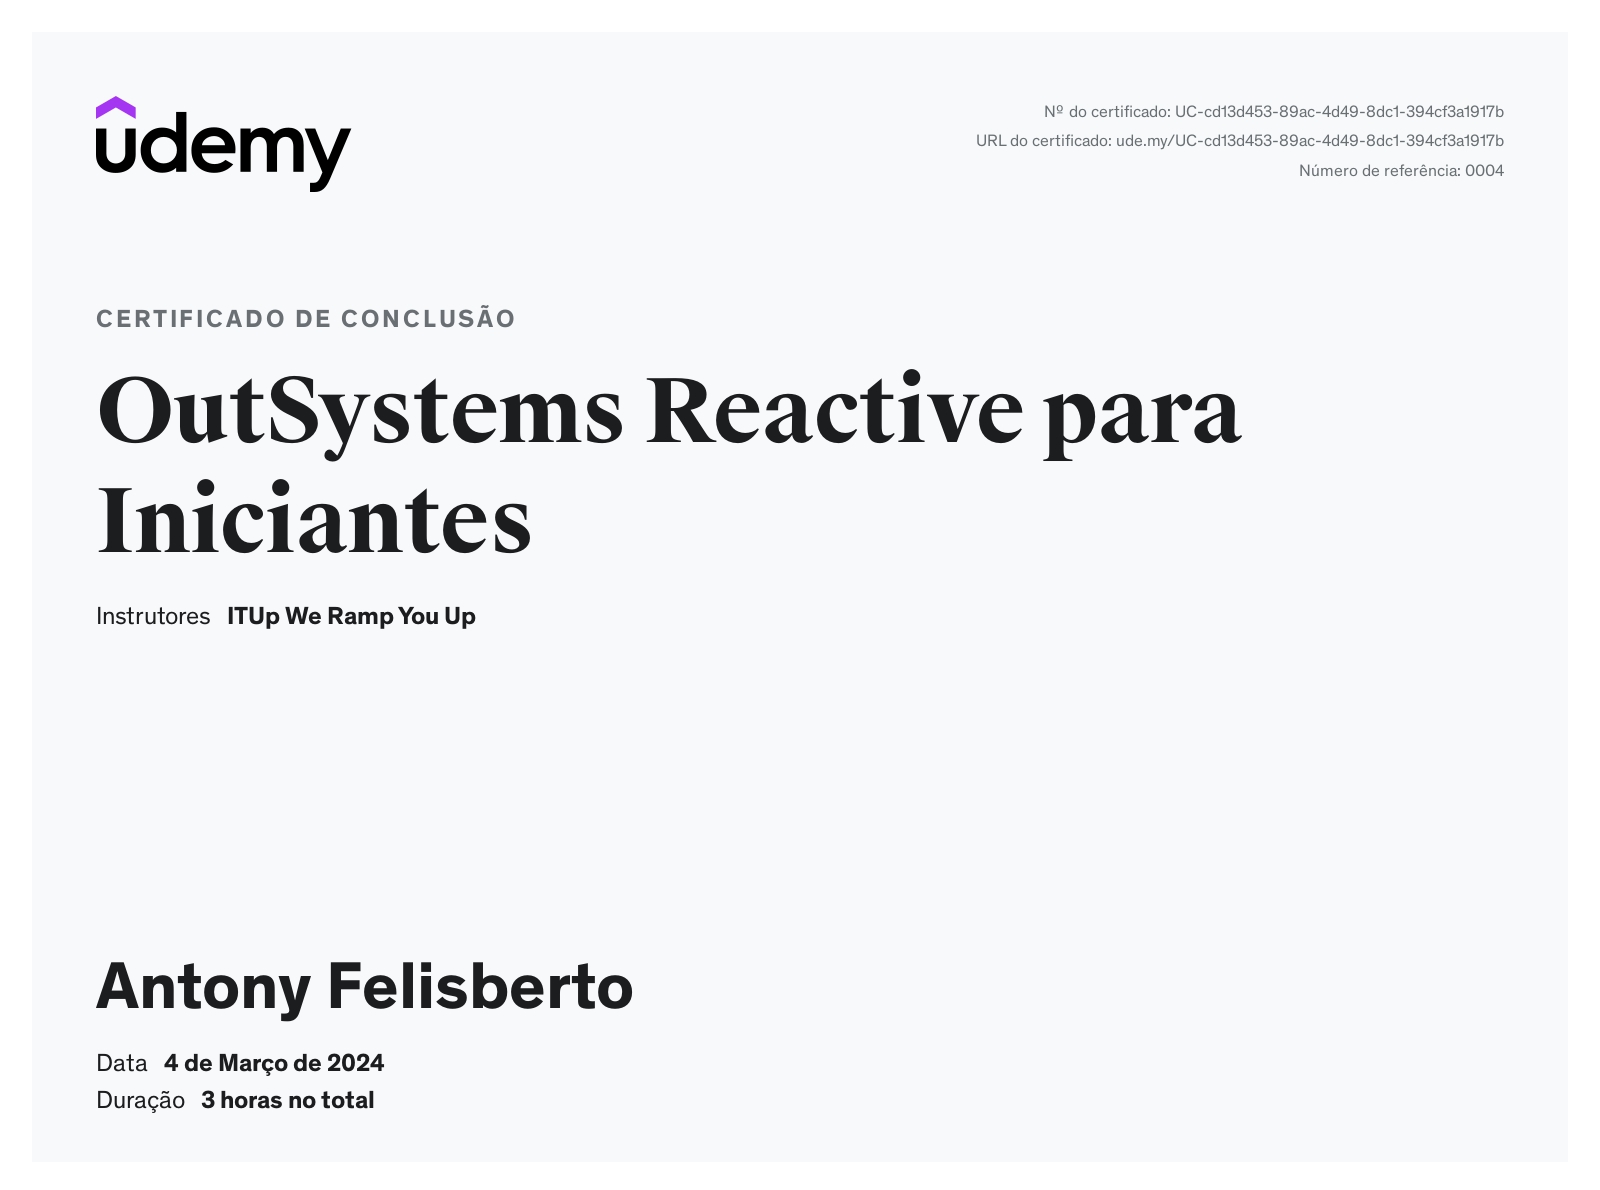 udemy
Nº do certificado: UC-cd13d453-89ac-4d49-8dc1-394cf3a1917b
URL do certificado: ude.my/UC-cd13d453-89ac-4d49-8dc1-394cf3a1917b
Número de referência: 0004
CERTIFICADO DE CONCLUSÃO
OutSystems Reactive para
Iniciantes
Instrutores ITUp We Ramp You Up
Antony Felisberto
Data 4 de Março de 2024
Duração 3 horas no total